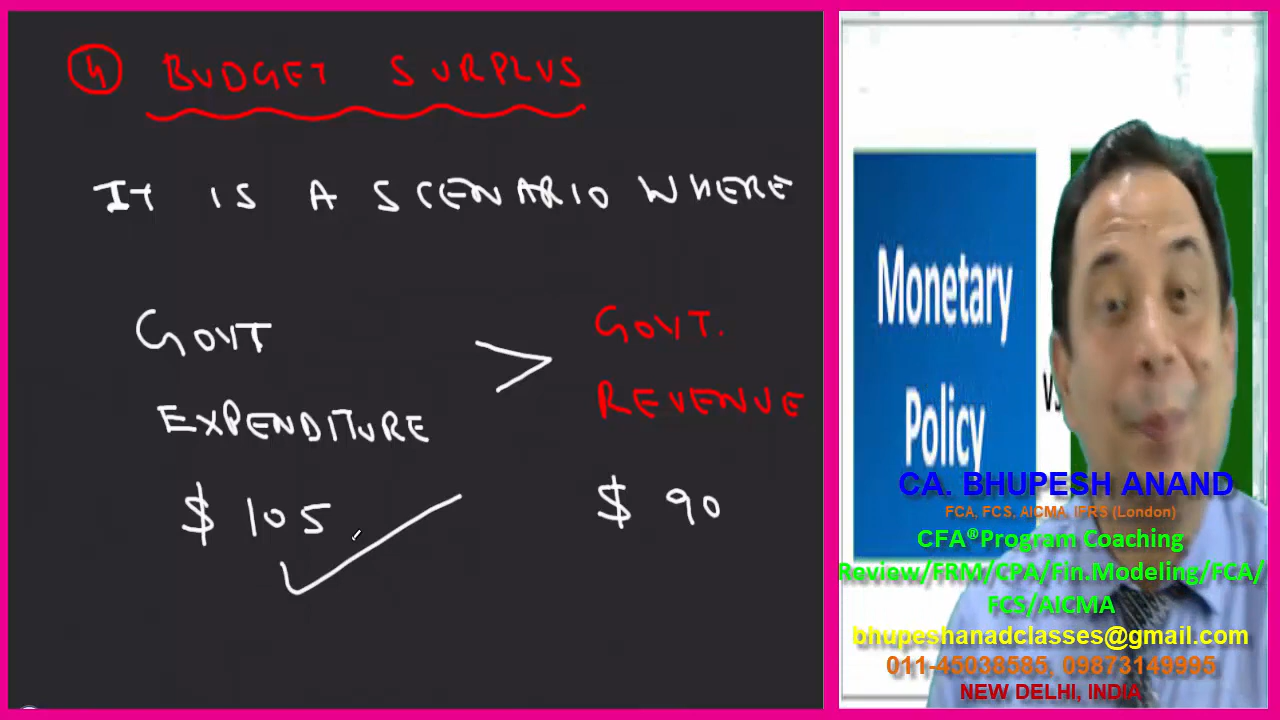 4 BUDGET SURPLUS
IT IS A SCENARIO WHERE
GOVT > GOVT.
EXPENDITURE REVENUE
$ 105 $ 90
Monetary
Policy
VS
CA. BHUPESH ANAND
FCA, FCS, AICMA, IFRS (London)
CFA®Program Coaching
Review/FRM/CPA/Fin.Modeling/FCA/
FCS/AICMA
bhupeshanadclasses@gmail.com
011-45038585, 09873149995
NEW DELHI, INDIA